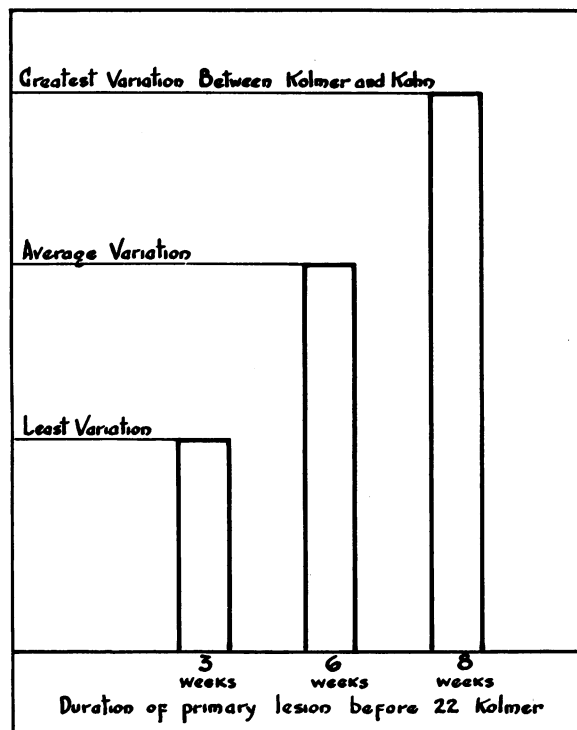 Greatest Variation Between Kolmer and Kahn
Average Variation
Least Variation
3 6 8
weeks weeks weeks
Duration of primary lesion before 22 Kolmer